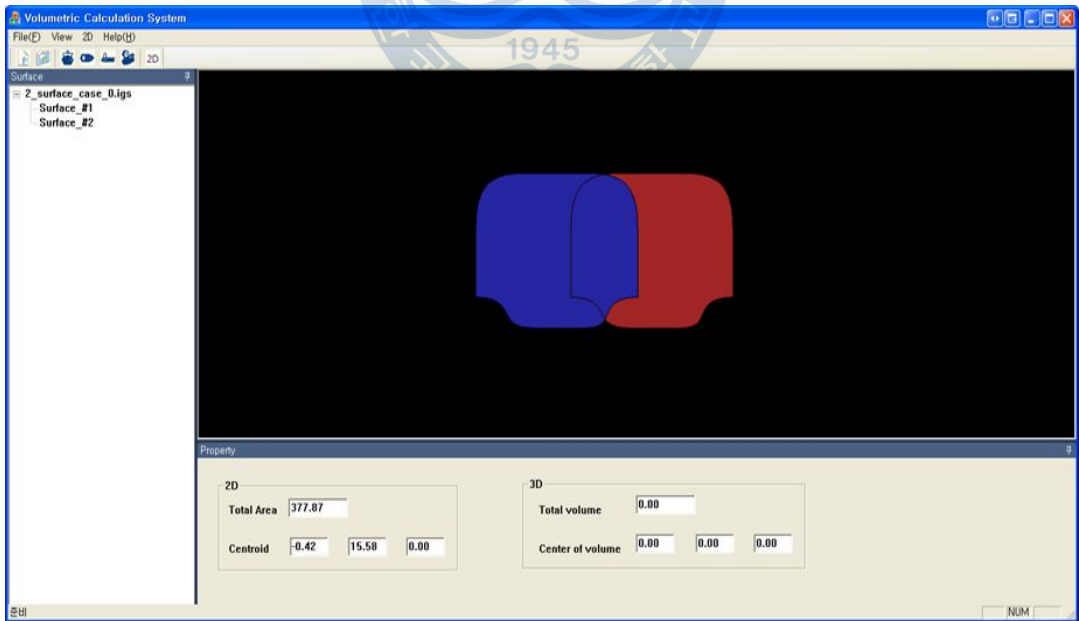 Volumetric Calculation System
File(F) View 2D Help(H)
1945
2D
Surface
2_surface_case_0.igs
Surface_#1
Surface_#2
Property
2D
Total Area 377.87
Centroid -0.42 15.58 0.00
3D
Total volume 0.00
Center of volume 0.00 0.00 0.00
준비 NUM